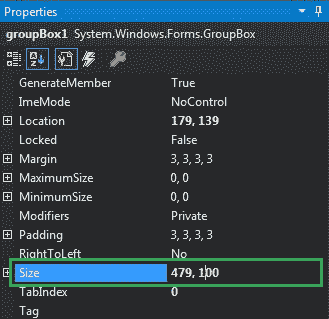 Properties
groupBox1 System.Windows.Forms.GroupBox
GenerateMember True
ImeMode NoControl
Location 179, 139
Locked False
Margin 3, 3, 3, 3
MaximumSize 0, 0
MinimumSize 0, 0
Modifiers Private
Padding 3, 3, 3, 3
RightToLeft No
Size 479, 100
TabIndex 0
Tag